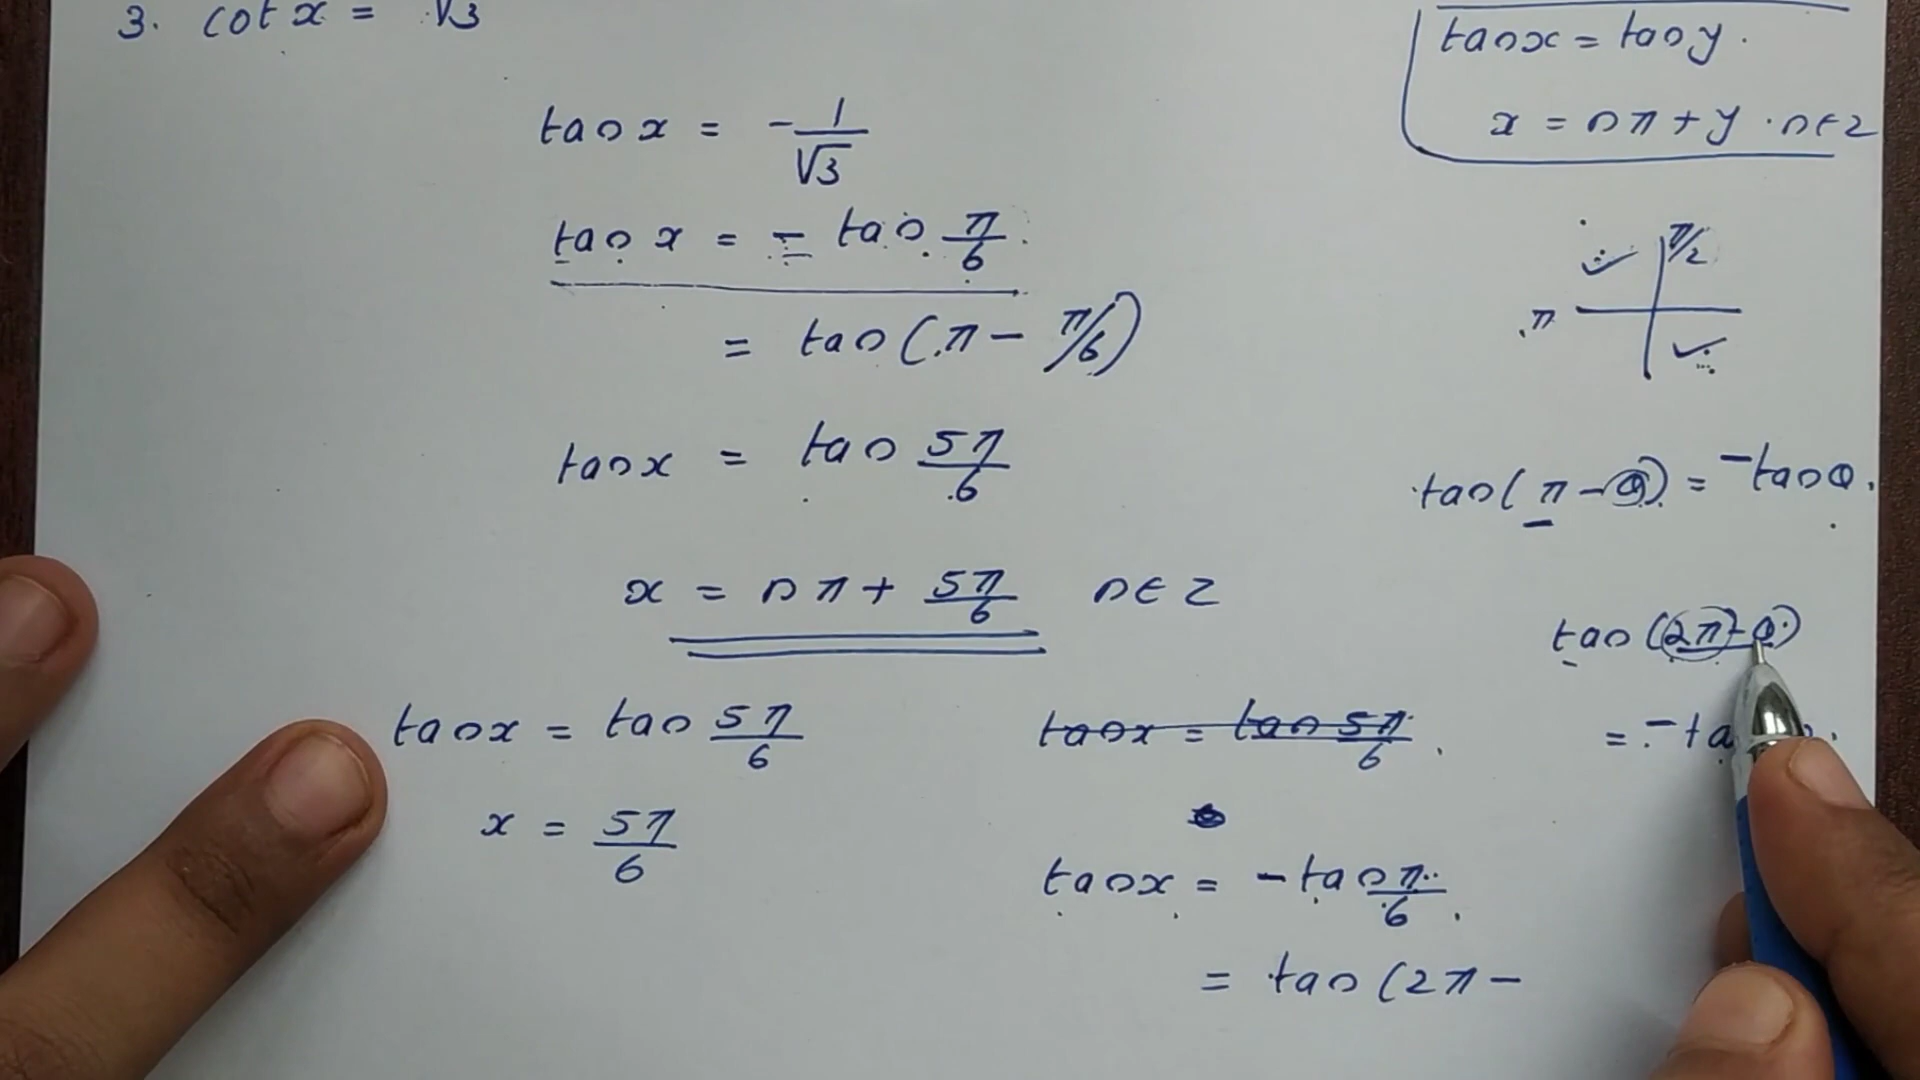 3. cot x = √3
tan x = - 1/√3
tan x = - tan π/6
= tan (π - π/6)
tan x = tan 5π/6
x = nπ + 5π/6 n ∈ Z
tan x = tan 5π/6
x = 5π/6
tan x = tan 5π/6
tan x = - tan π/6
= tan (2π -
tan x = tan y.
x = nπ + y . n ∈ Z
π/2
π
tan (π - θ) = - tan θ.
tan (2π - θ)
= -